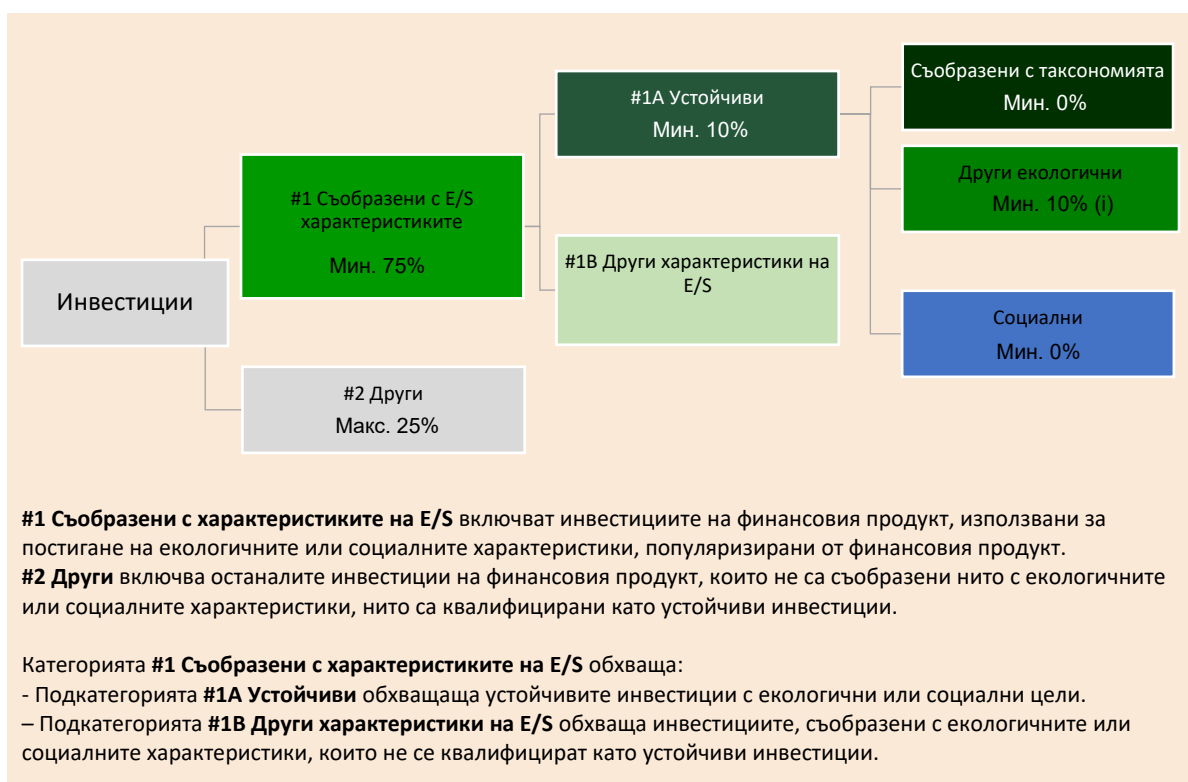 Съобразени с таксономията
Мин. 0%
#1A Устойчиви
Мин. 10%
Други екологични
Мин. 10% (i)
#1 Съобразени с E/S
характеристиките
Мин. 75%
#1B Други характеристики на
E/S
Инвестиции
Социални
Мин. 0%
#2 Други
Макс. 25%
#1 Съобразени с характеристиките на E/S включват инвестициите на финансовия продукт, използвани за
постигане на екологичните или социалните характеристики, популяризирани от финансовия продукт.
#2 Други включва останалите инвестиции на финансовия продукт, които не са съобразени нито с екологичните
или социалните характеристики, нито са квалифицирани като устойчиви инвестиции.
Категорията #1 Съобразени с характеристиките на E/S обхваща:
- Подкатегорията #1A Устойчиви обхващаща устойчивите инвестиции с екологични или социални цели.
– Подкатегорията #1B Други характеристики на E/S обхваща инвестициите, съобразени с екологичните или
социалните характеристики, които не се квалифицират като устойчиви инвестиции.